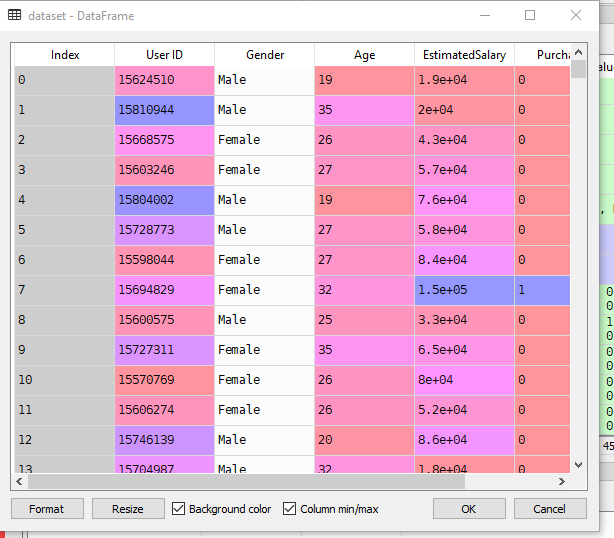 dataset - DataFrame
Index User ID Gender Age EstimatedSalary Purcha
0 15624510 Male 19 1.9e+04 0
1 15810944 Male 35 2e+04 0
2 15668575 Female 26 4.3e+04 0
3 15603246 Female 27 5.7e+04 0
4 15804002 Male 19 7.6e+04 0
5 15728773 Male 27 5.8e+04 0
6 15598044 Female 27 8.4e+04 0
7 15694829 Female 32 1.5e+05 1
8 15600575 Male 25 3.3e+04 0
9 15727311 Female 35 6.5e+04 0
10 15570769 Female 26 8e+04 0
11 15606274 Female 26 5.2e+04 0
12 15746139 Male 20 8.6e+04 0
13 15704987 Male 32 1.8e+04 0
Format Resize Background color Column min/max OK Cancel